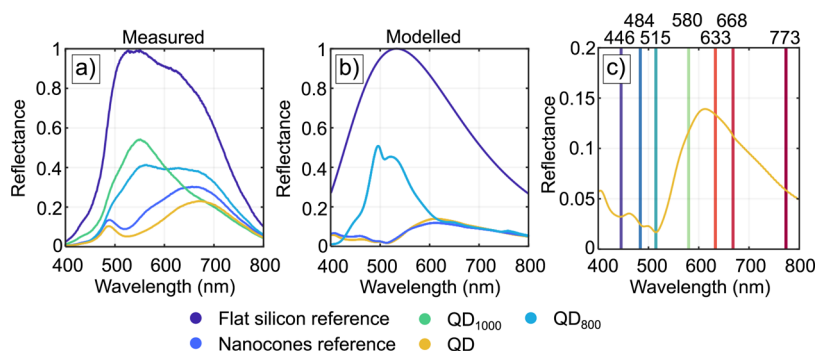 Measured
Modelled
484 580 668
446 515 633 773
a)
b)
c)
1
0.8
0.6
0.4
0.2
0
Reflectance
400 500 600 700 800
Wavelength (nm)
1
0.8
0.6
0.4
0.2
0
Reflectance
400 500 600 700 800
Wavelength (nm)
0.2
0.15
0.1
0.05
0
Reflectance
400 500 600 700 800
Wavelength (nm)
Flat silicon reference QD1000 QD800
Nanocones reference QD